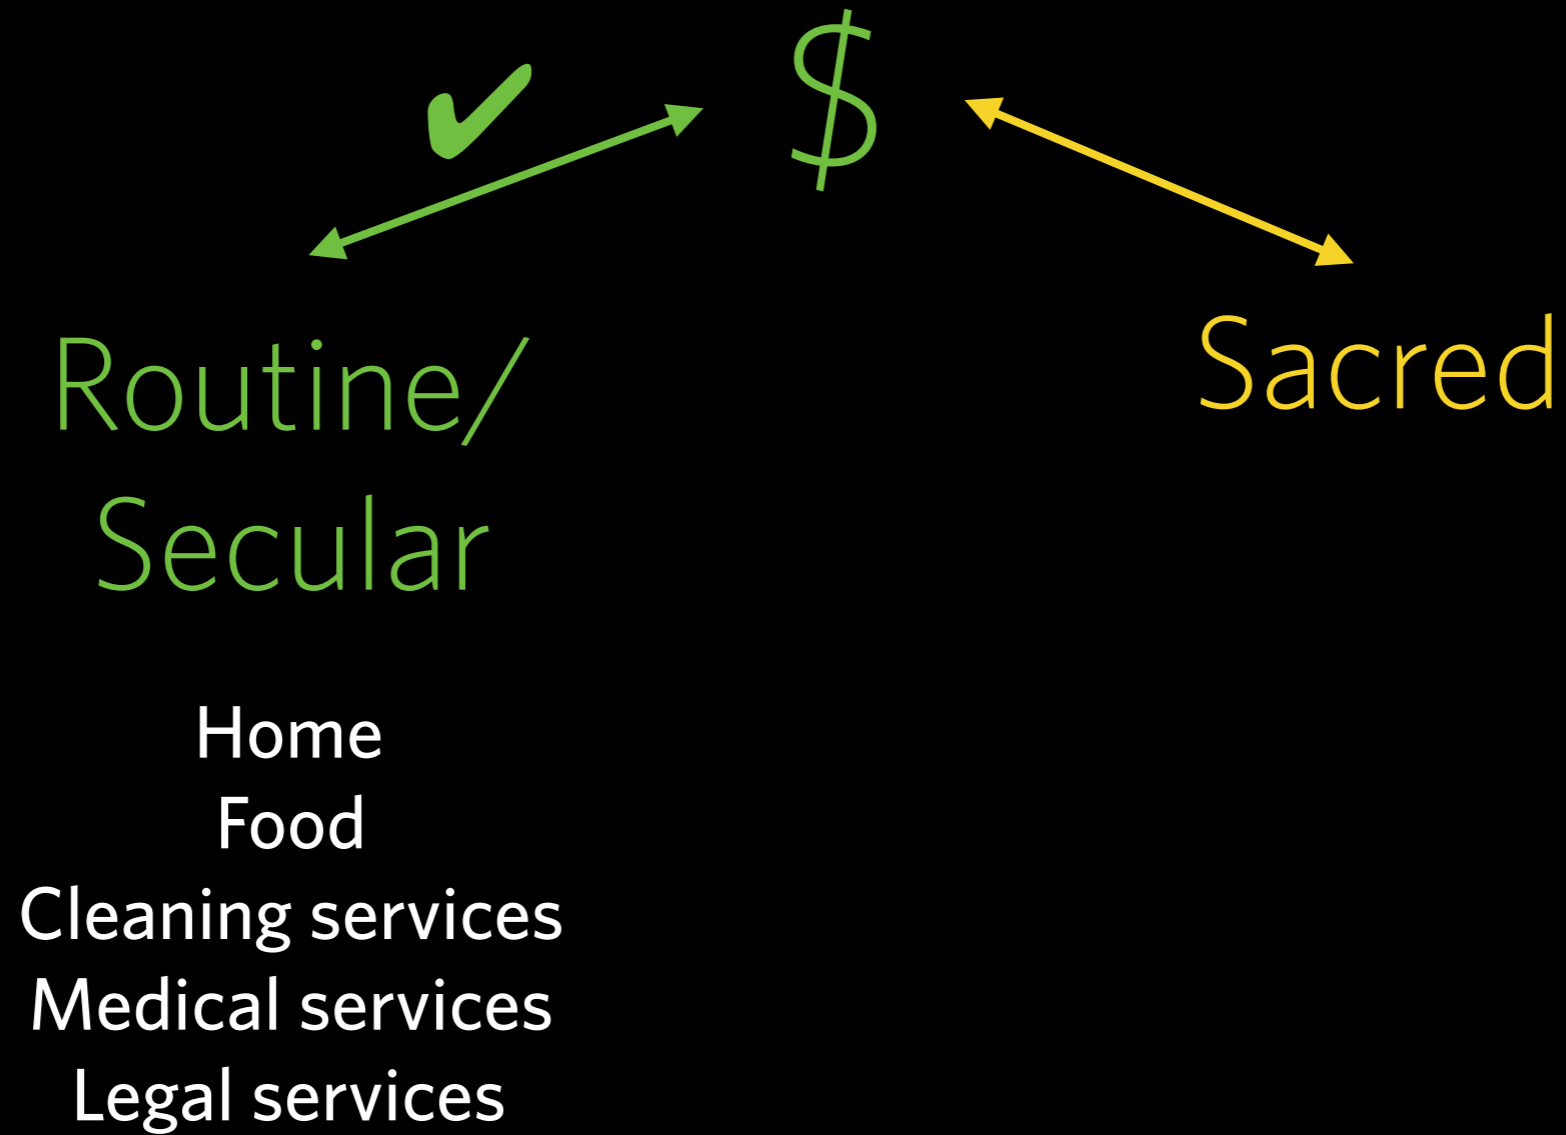 ✔
$
Routine/
Secular
Sacred
Home
Food
Cleaning services
Medical services
Legal services